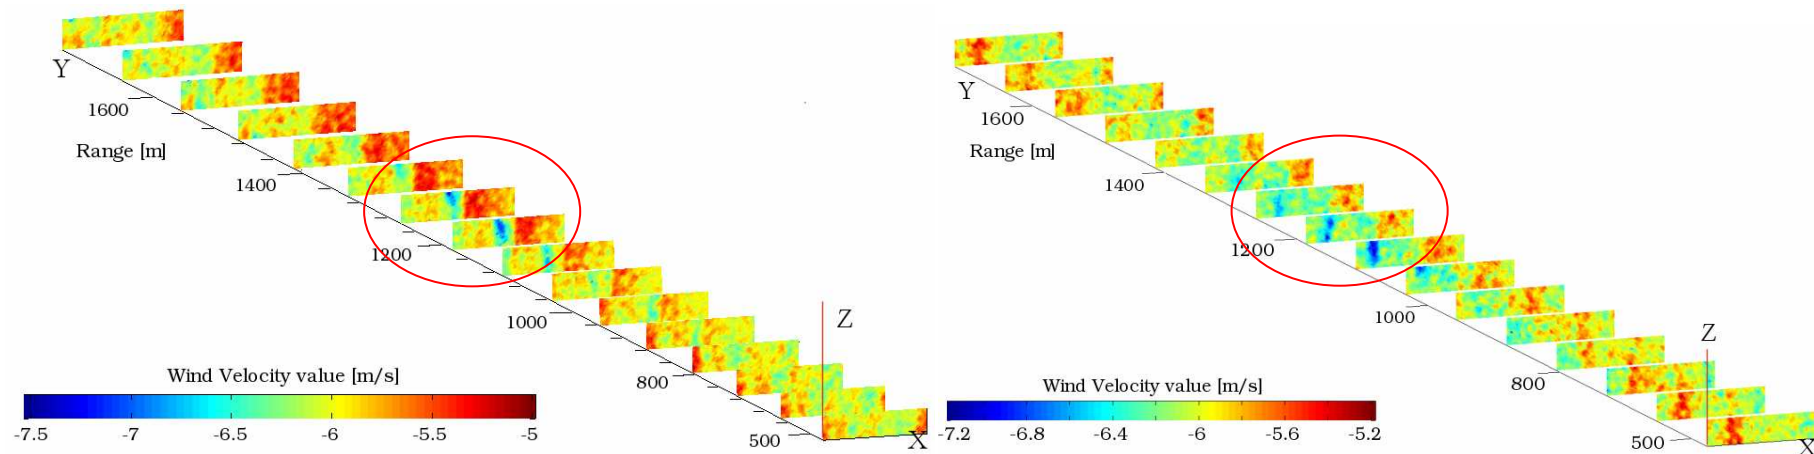 Y
1600
Range [m]
1400
1200
1000
800
500
Z
X
Wind Velocity value [m/s]
-7.5 -7 -6.5 -6 -5.5 -5
Y
1600
Range [m]
1400
1200
1000
800
500
Z
X
Wind Velocity value [m/s]
-7.2 -6.8 -6.4 -6 -5.6 -5.2